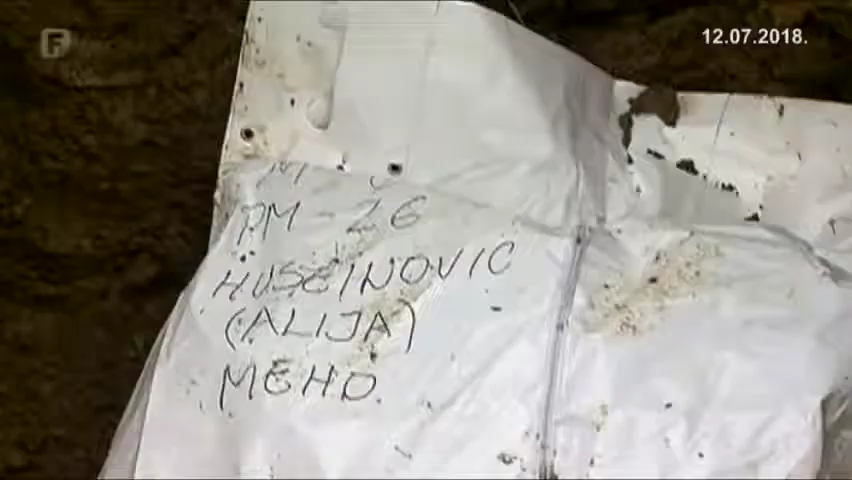 F
12.07.2018.
PM - 26
HUSEINOVIC
(ALIJA)
MEHO